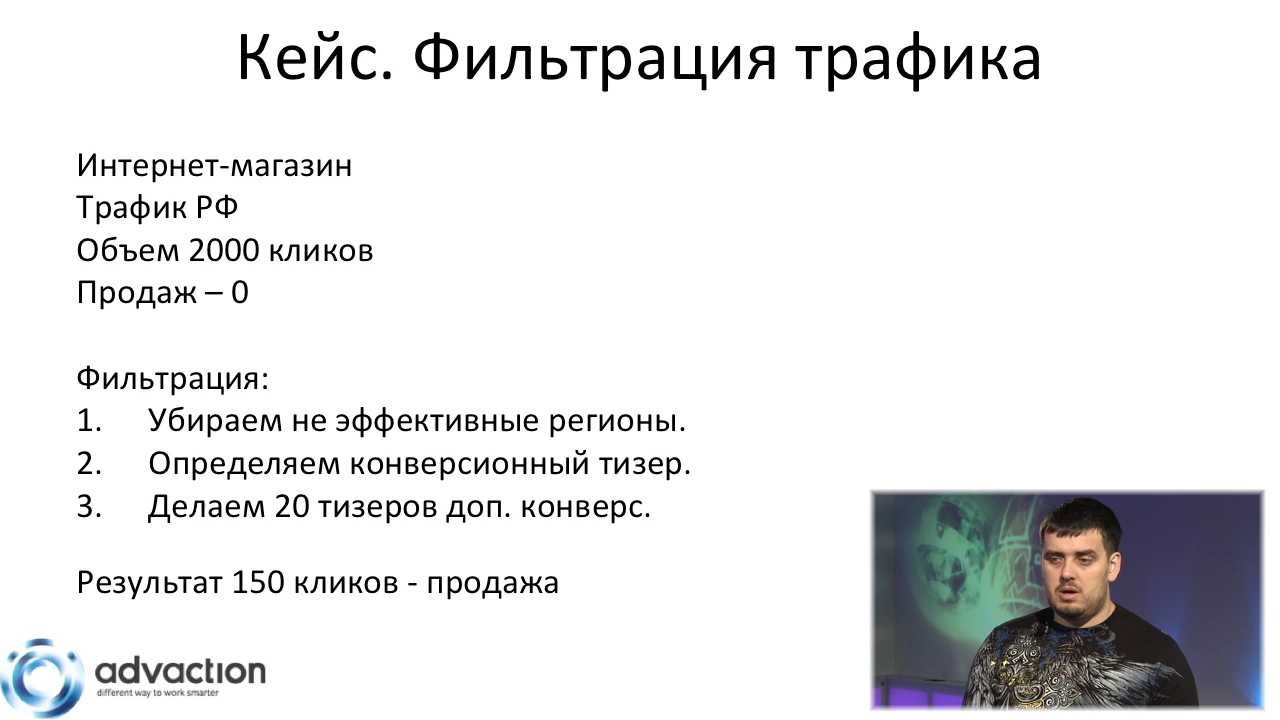 Кейс. Фильтрация трафика
Интернет-магазин
Трафик РФ
Объем 2000 кликов
Продаж – 0
Фильтрация:
1. Убираем не эффективные регионы.
2. Определяем конверсионный тизер.
3. Делаем 20 тизеров доп. конверс.
Результат 150 кликов - продажа
advaction
different way to work smarter